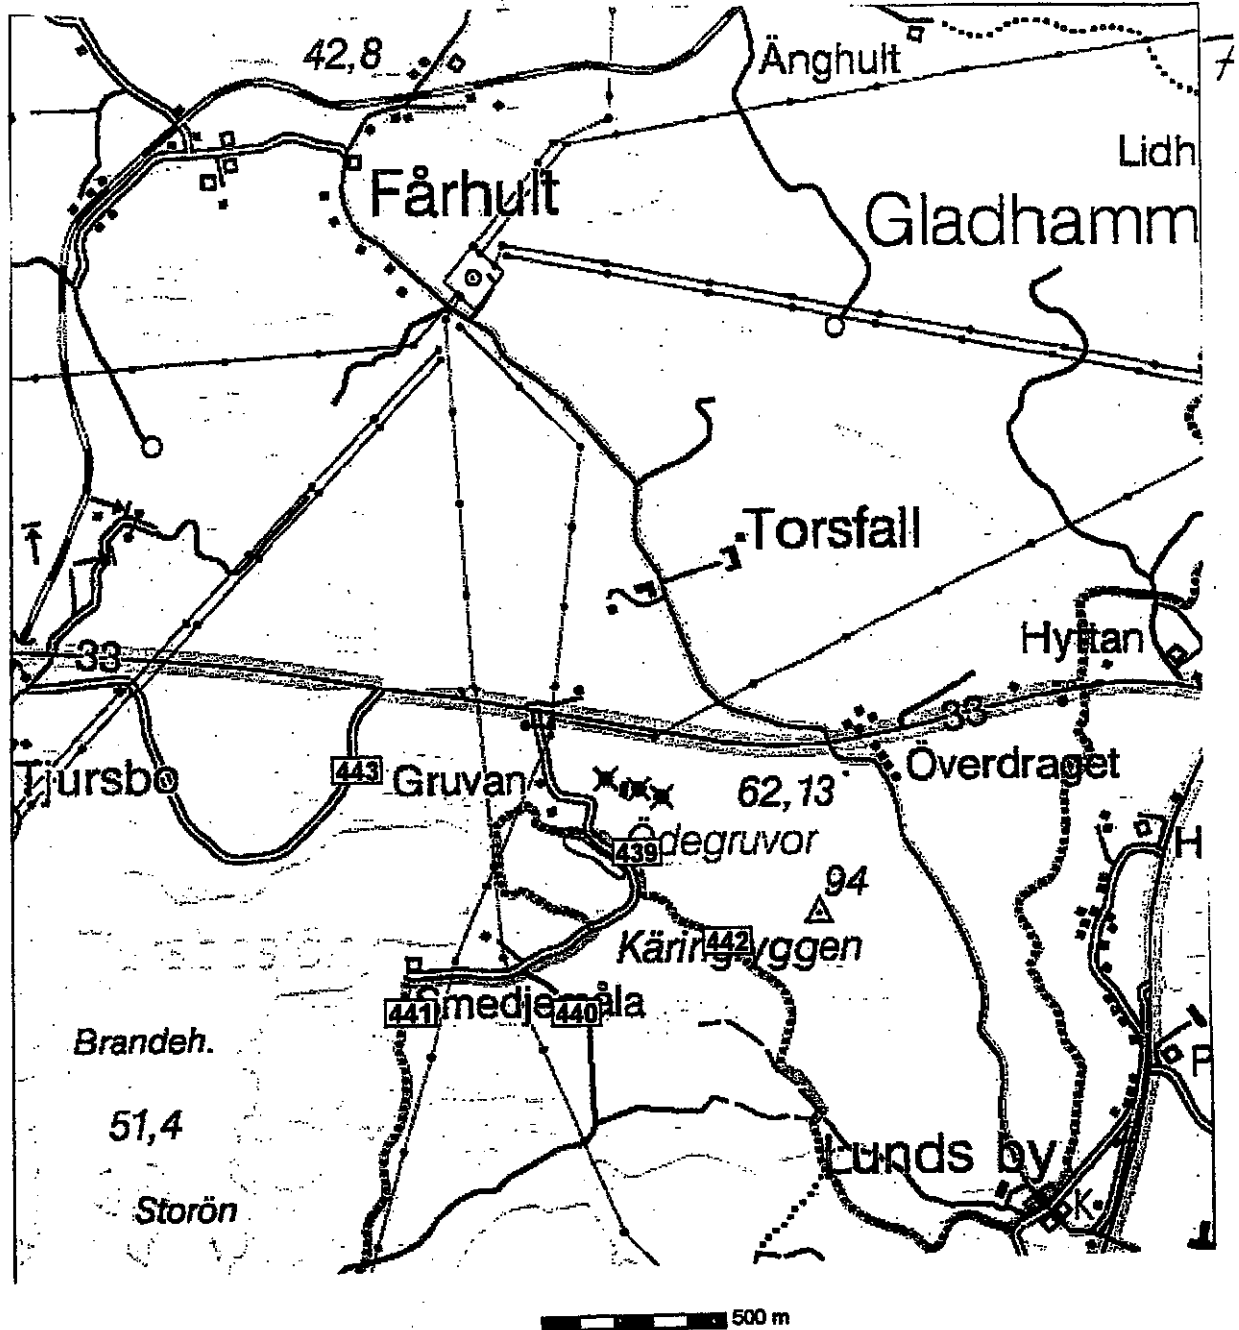 42,8
Änghult
Lidh
Fårhult
Gladhamm
Torsfall
Hyttan
33
33
Tjursbo
443
Gruvan
62,13
Överdraget
439
Ödegruvor
H
94
442
441
Smedjemåla
440
Brandeh.
P
51,4
Lunds by
K
Storön
500 m